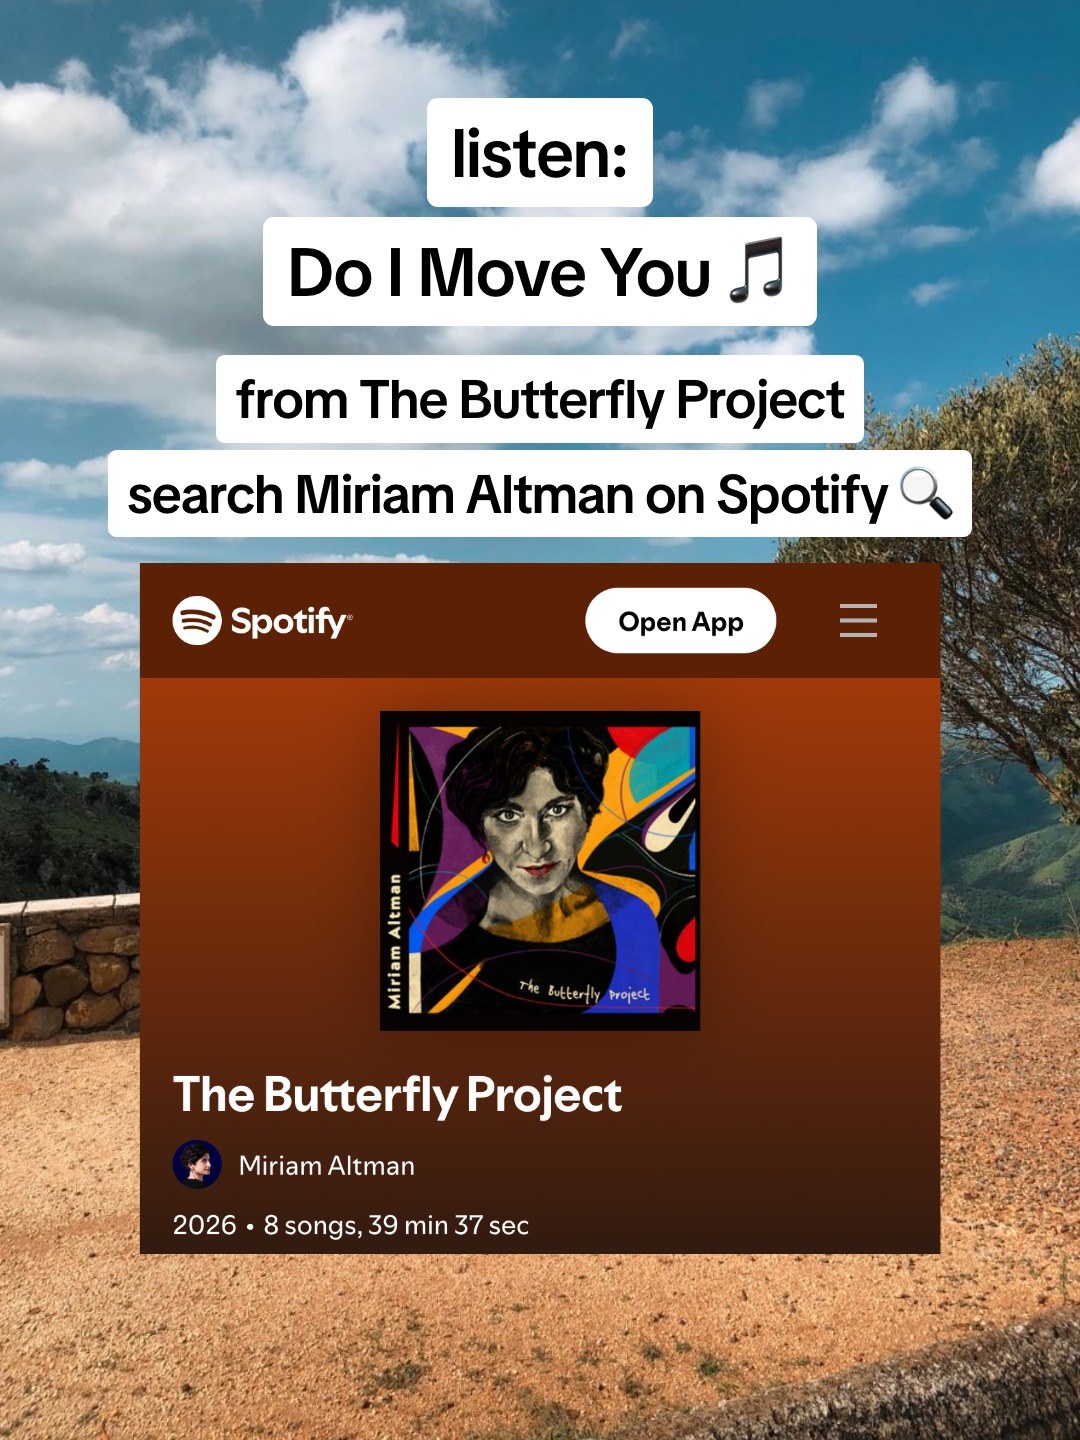 listen:
Do I Move You 🎵
from The Butterfly Project
search Miriam Altman on Spotify 🔍
Spotify®
Open App
Miriam Altman
The Butterfly Project
The Butterfly Project
Miriam Altman
2026 • 8 songs, 39 min 37 sec